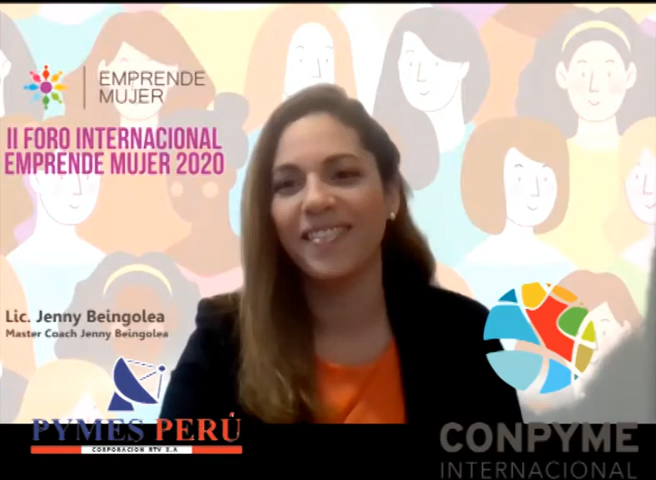 EMPRENDE
MUJER
II FORO INTERNACIONAL
EMPRENDE MUJER 2020
Lic. Jenny Beingolea
Master Coach Jenny Beingolea
PYMES PERÚ
CORPORACION RTV S.A
CONPYME
INTERNACIONAL